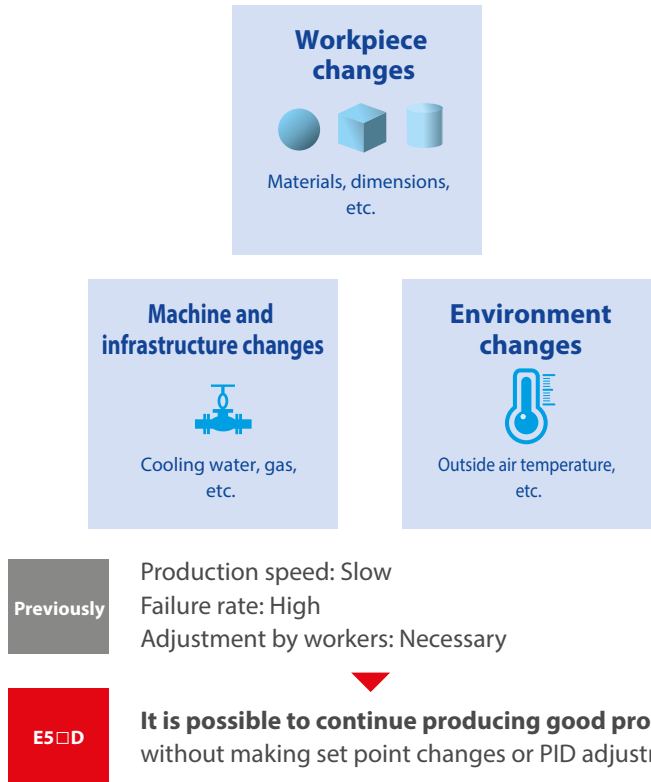 Workpiece
changes
Materials, dimensions,
etc.
Machine and
infrastructure changes
Cooling water, gas,
etc.
Environment
changes
Outside air temperature,
etc.
Previously
Production speed: Slow
Failure rate: High
Adjustment by workers: Necessary
E5□D
It is possible to continue producing good
without making set point changes or PID